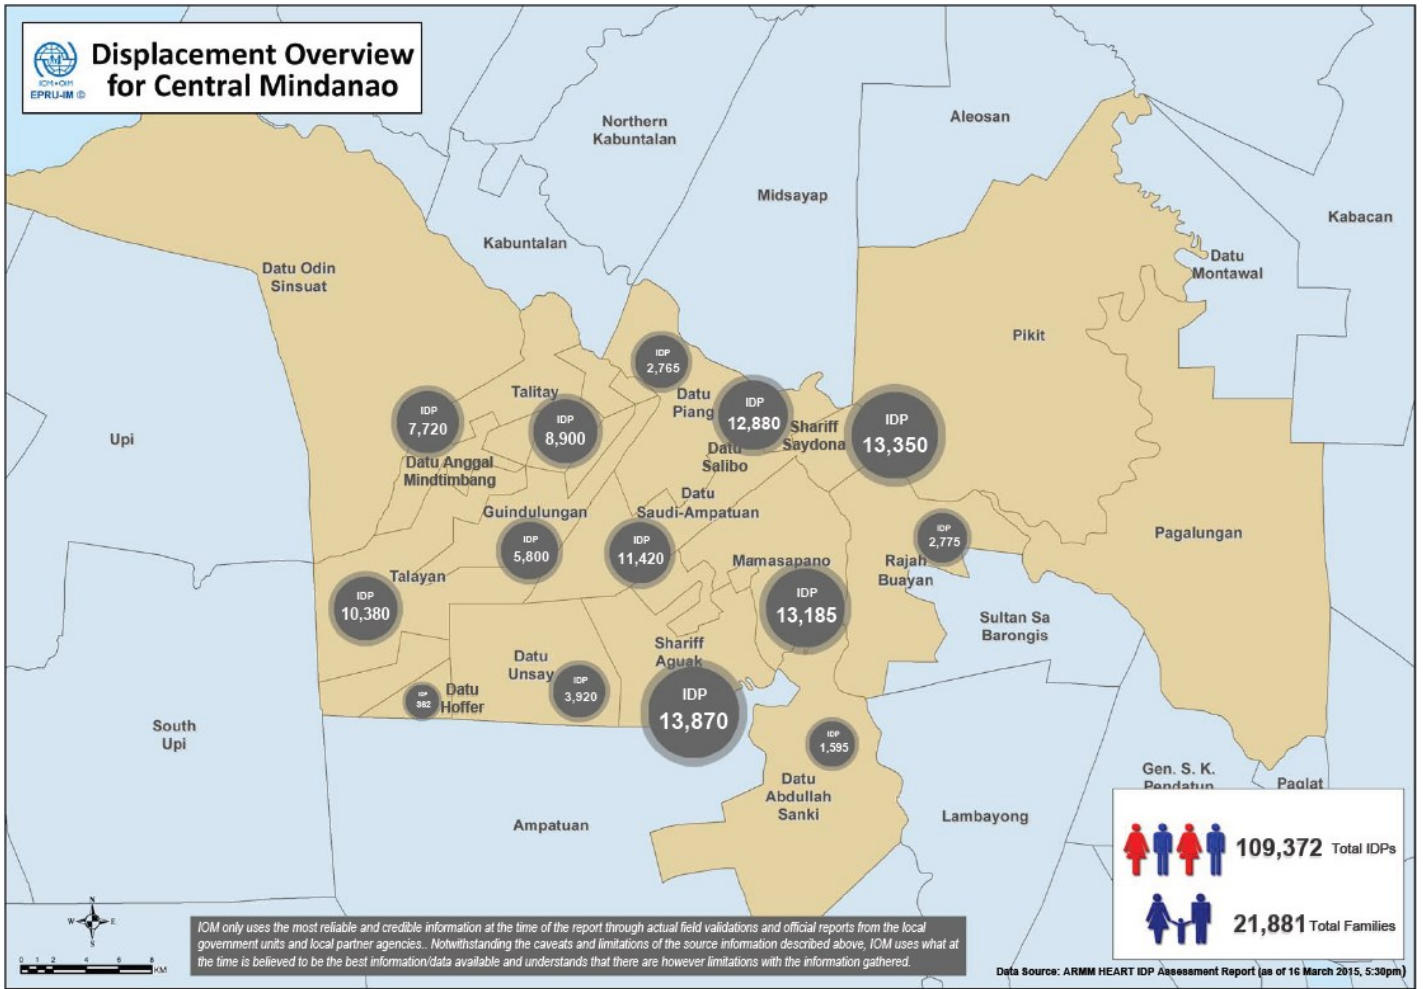 Displacement Overview
for Central Mindanao
IOM•OIM
EPRU-IM ©
Northern
Kabuntalan
Aleosan
Midsayap
Kabacan
Kabuntalan
Datu
Montawal
Datu Odin
Sinsuat
Pikit
IDP
2,765
Talitay
Datu
Piang
IDP
7,720
IDP
8,900
IDP
12,880
Shariff
Saydona
IDP
13,350
Upi
Datu Anggal
Mindtimbang
Datu
Salibo
Datu
Saudi-Ampatuan
Guindulungan
Pagalungan
IDP
5,800
IDP
11,420
IDP
2,775
Mamasapano
Rajah
Buayan
Talayan
IDP
10,380
IDP
13,185
Sultan Sa
Barongis
Shariff
Aguak
Datu
Unsay
IDP
3,920
IDP
382
Datu
Hoffer
IDP
13,870
South
Upi
IDP
1,595
Datu
Abdullah
Sanki
Gen. S. K.
Pendatun
Paglat
Ampatuan
Lambayong
109,372 Total IDPs
21,881 Total Families
N
W E
S
0 1 2 4 6 8
KM
IOM only uses the most reliable and credible information at the time of the report through actual field validations and official reports from the local
government units and local partner agencies.. Notwithstanding the caveats and limitations of the source information described above, IOM uses what at
the time is believed to be the best information/data available and understands that there are however limitations with the information gathered.
Data Source: ARMM HEART IDP Assessment Report (as of 16 March 2015, 5:30pm)